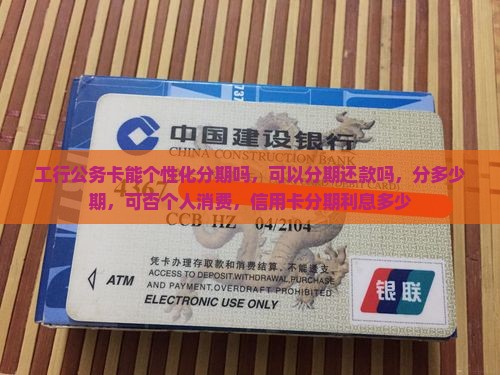 中国建设银行
CHINA CONSTRUCTION BANK
工行公务卡能个性化分期吗，可以分期还款吗，分多少
期，可否个人消费，信用卡分期利息多少
4367
CCB HZ 04/2104
凭卡办理存取款和消费结算，不能透支。
ACCESS TO DEPOSIT.WITHDRAWAL.PURCHASE
AND PAYMENT.OVERDRAFT PROHIBITED.
ATM
ELECTRONIC USE ONLY
银联